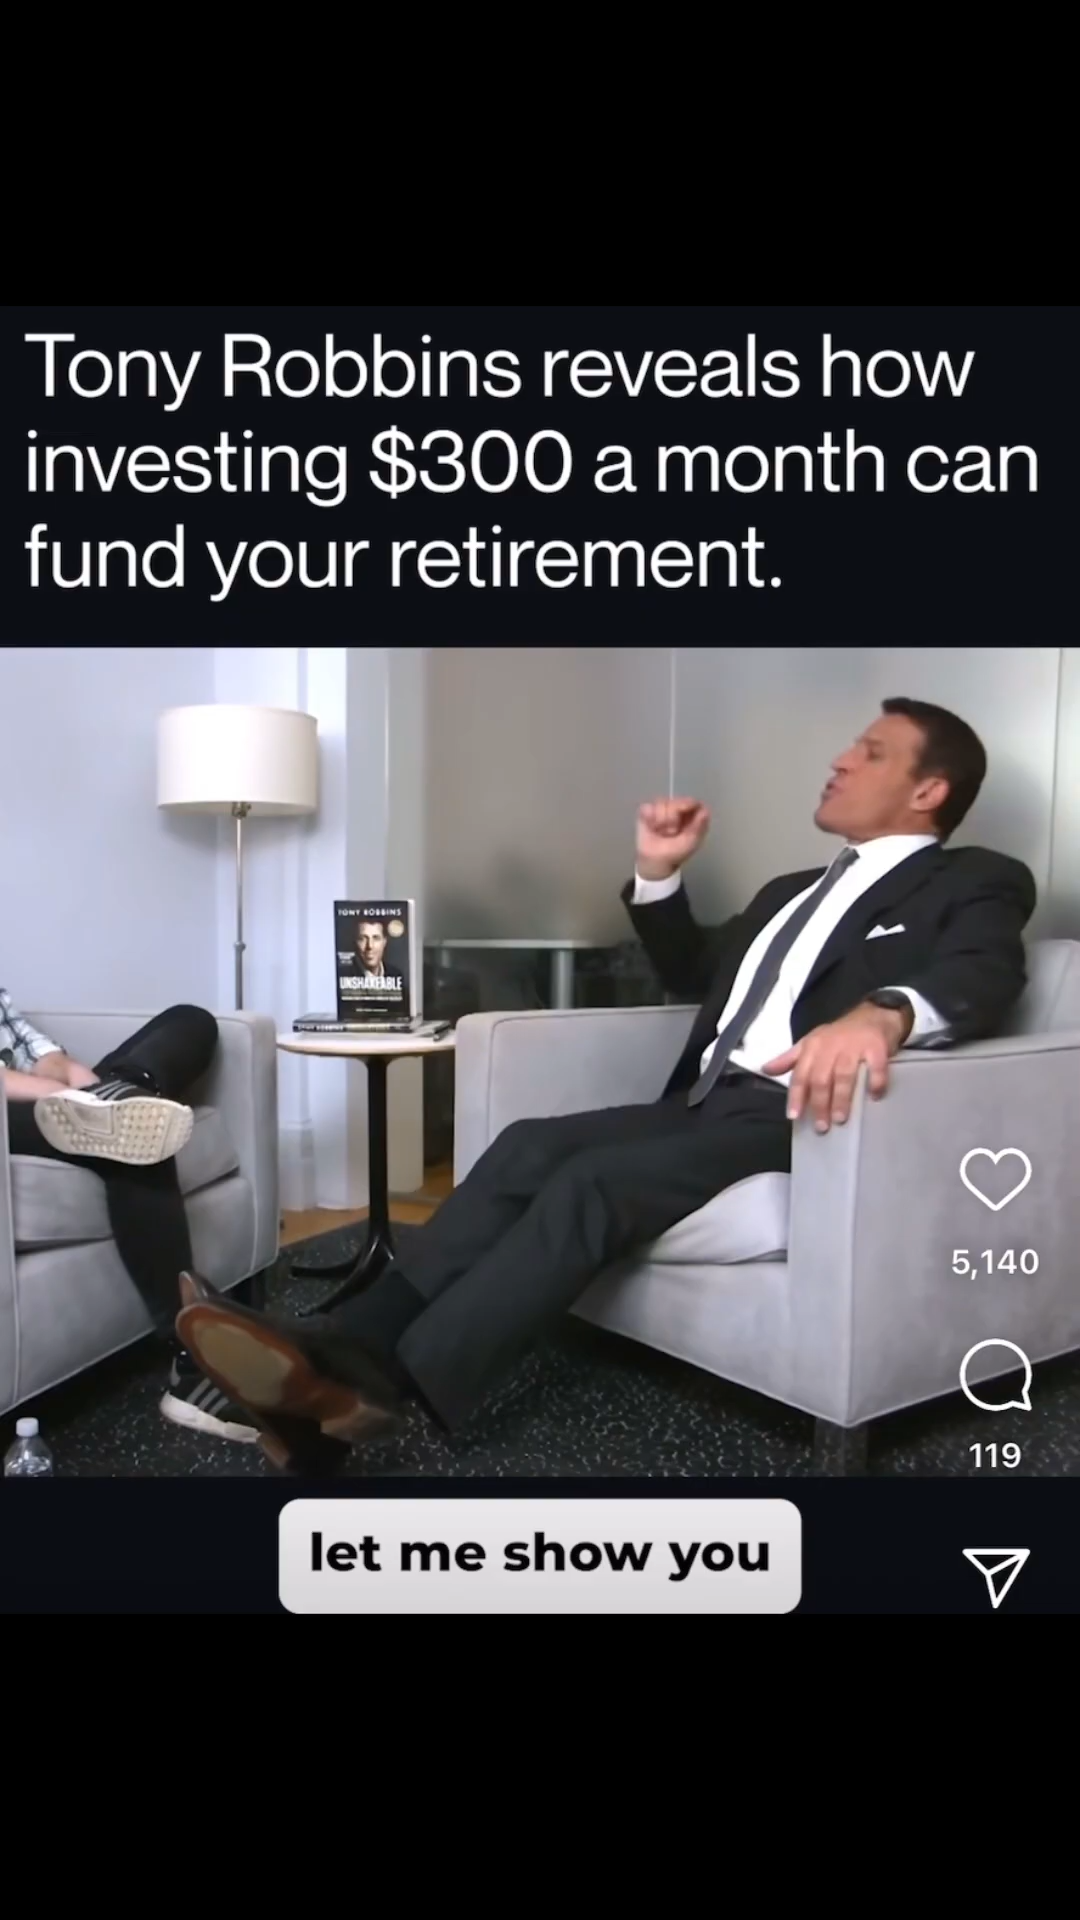 Tony Robbins reveals how
investing $300 a month can
fund your retirement.
TONY ROBBINS
UNSHAKEABLE
5,140
119
let me show you